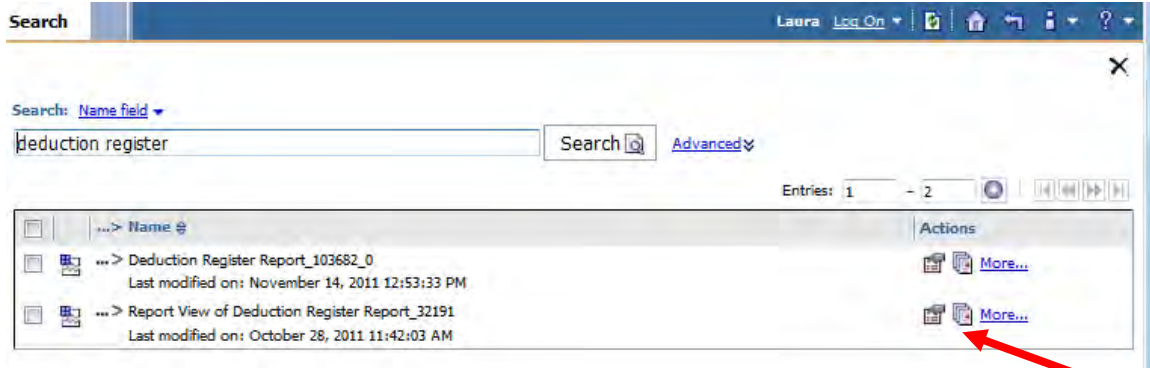 Search Laura Log On ?
Search: Name field
deduction register Search Advanced
Entries: 1 - 2
...> Name Actions
... > Deduction Register Report_103682_0 More...
Last modified on: November 14, 2011 12:53:33 PM
... > Report View of Deduction Register Report_32191 More...
Last modified on: October 28, 2011 11:42:03 AM